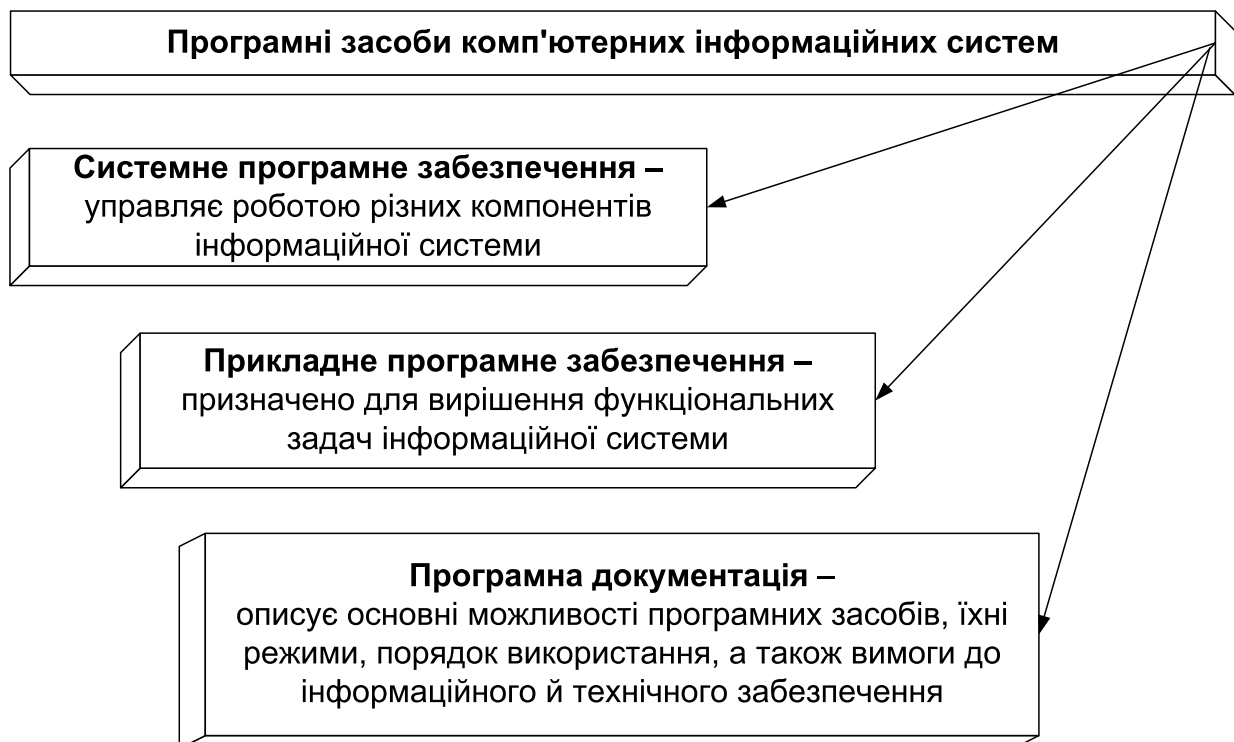 Програмні засоби комп'ютерних інформаційних систем
Системне програмне забезпечення –
управляє роботою різних компонентів
інформаційної системи
Прикладне програмне забезпечення –
призначено для вирішення функціональних
задач інформаційної системи
Програмна документація –
описує основні можливості програмних засобів, їхні
режими, порядок використання, а також вимоги до
інформаційного й технічного забезпечення